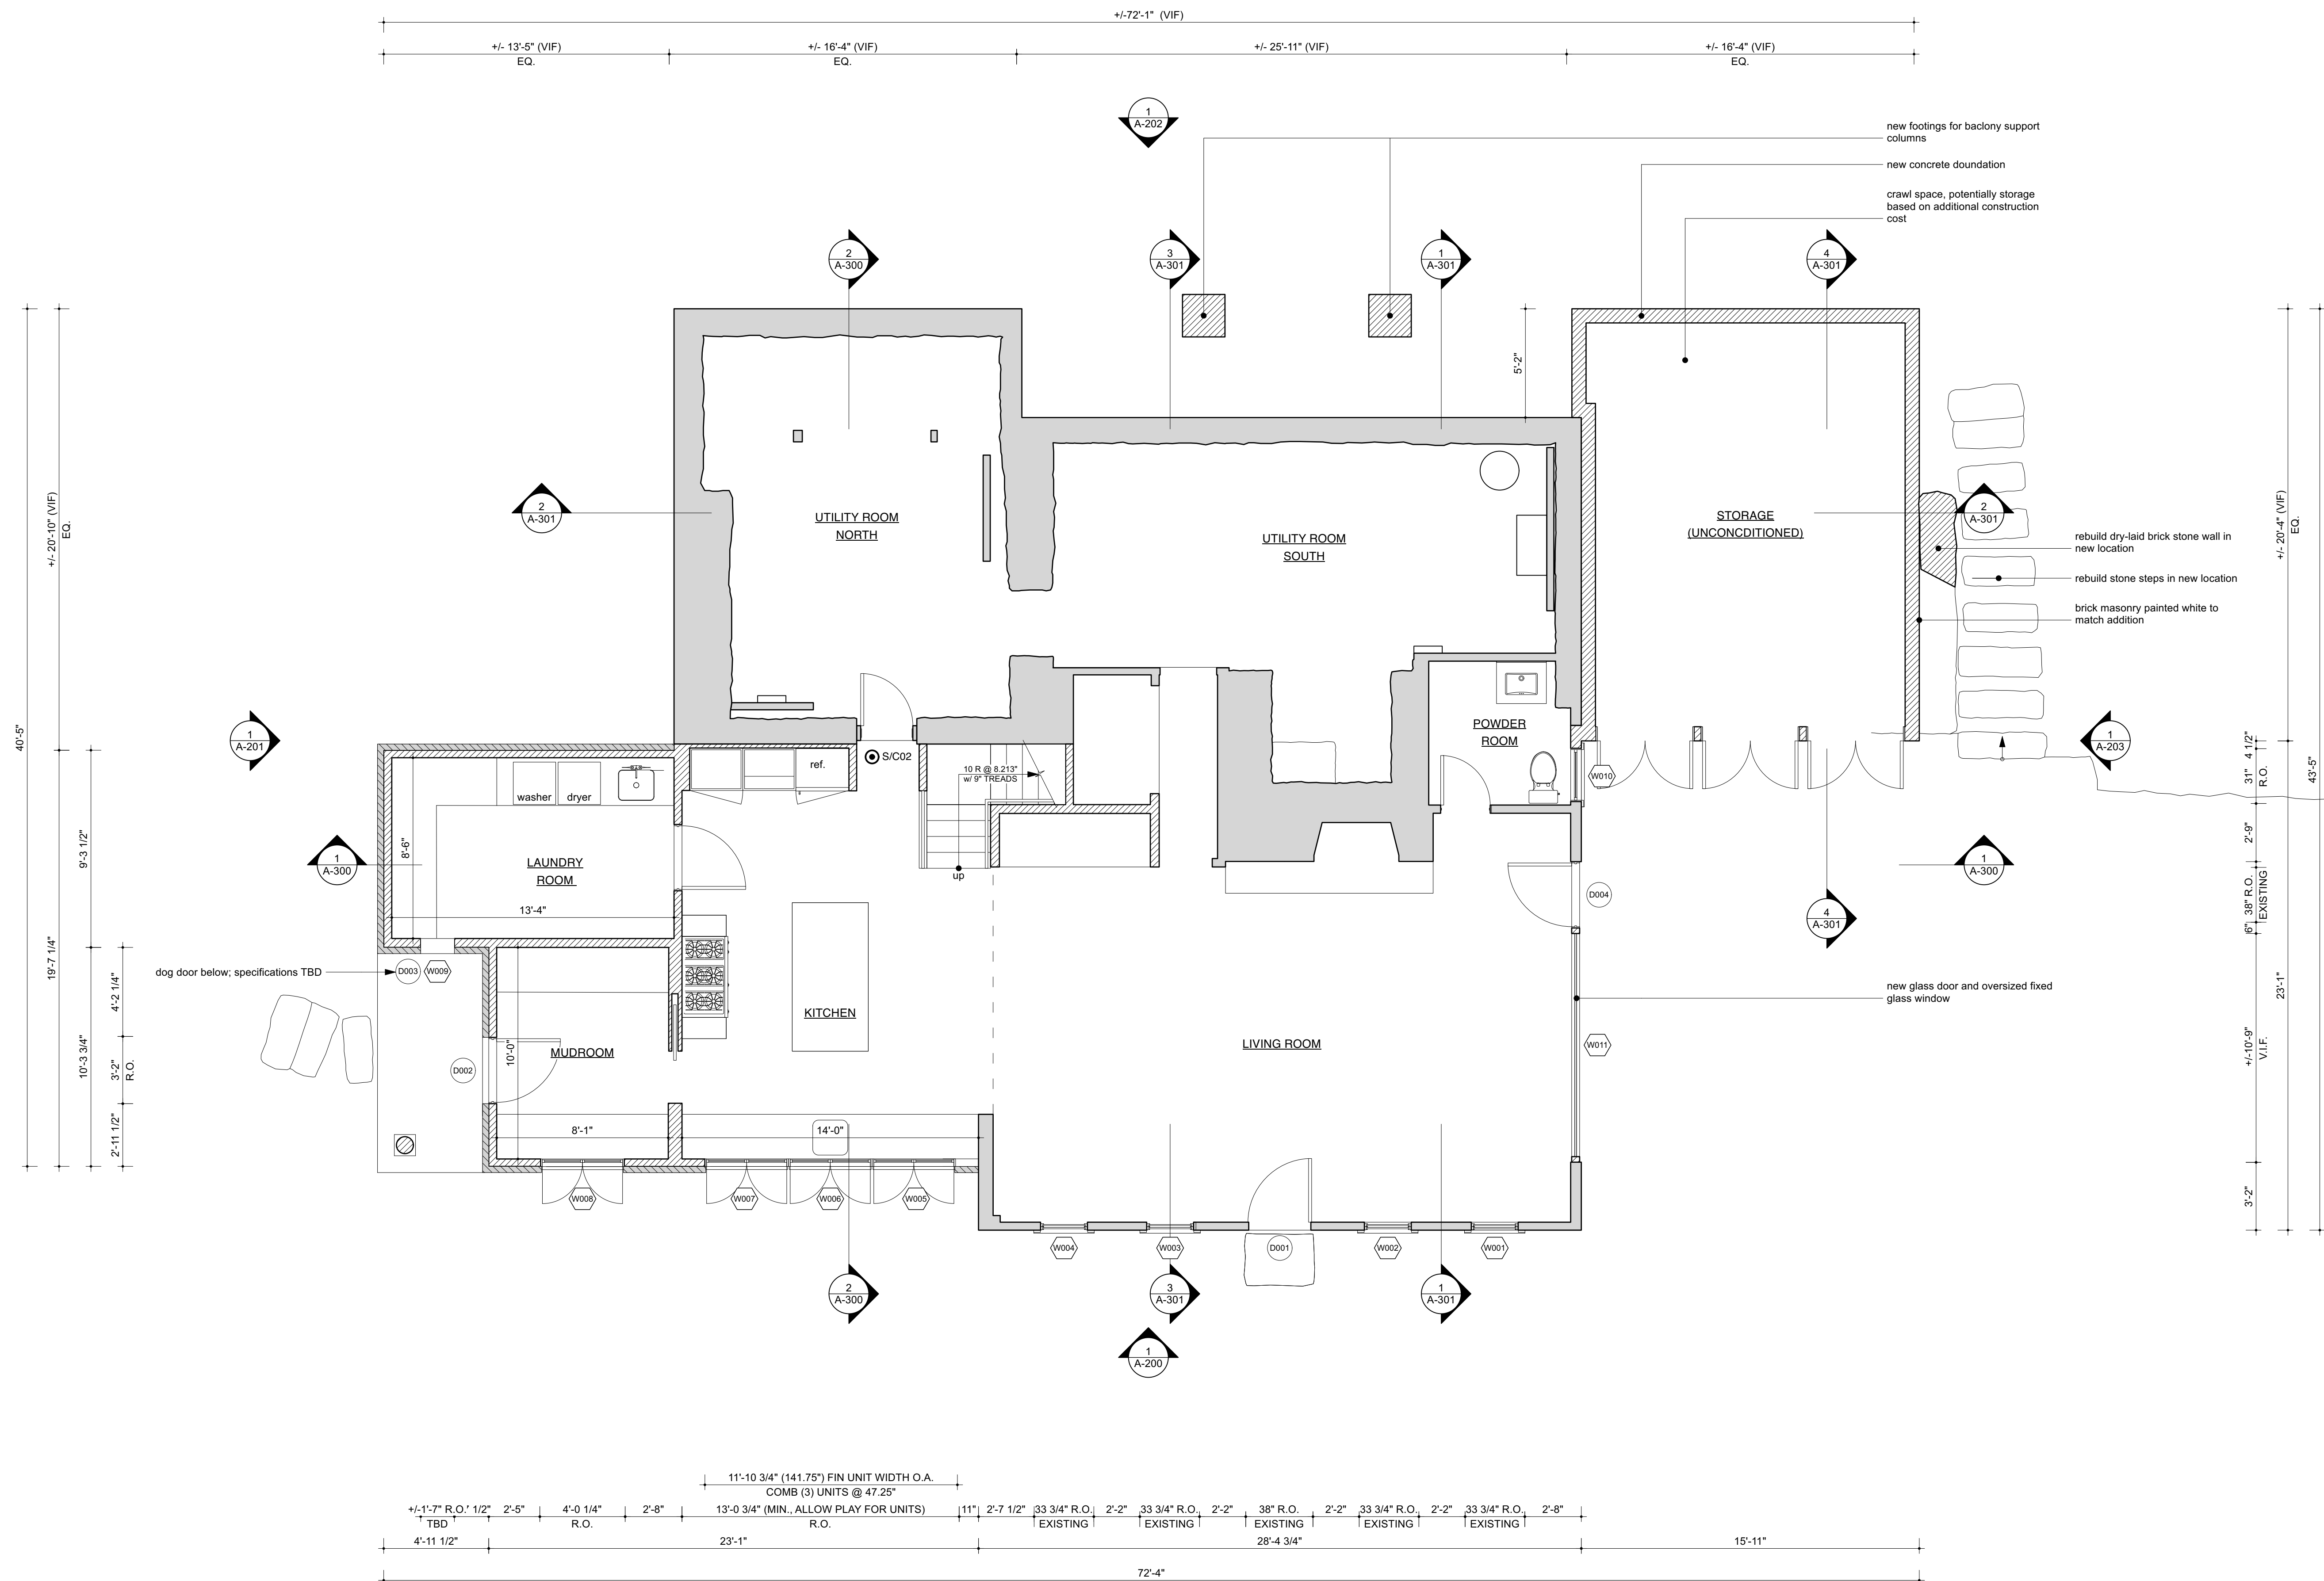 +/-72'-1" (VIF)
+/- 13'-5" (VIF)
EQ.
+/- 16'-4" (VIF)
EQ.
+/- 25'-11" (VIF)
+/- 16'-4" (VIF)
EQ.
1
A-202
new footings for baclony support
columns
new concrete doundation
crawl space, potentially storage
based on additional construction
cost
2
A-300
3
A-301
1
A-301
4
A-301
5'-2"
40'-5"
+/- 20'-10" (VIF)
EQ.
+/- 20'-4" (VIF)
EQ.
43'-5"
2
A-301
UTILITY ROOM
NORTH
UTILITY ROOM
SOUTH
STORAGE
(UNCONCDITIONED)
2
A-301
rebuild dry-laid brick stone wall in
new location
rebuild stone steps in new location
brick masonry painted white to
match addition
1
A-201
POWDER
ROOM
1
A-203
S/C02
ref.
10 R @ 8.213"
w/ 9" TREADS
up
W010
4 1/2"
31"
R.O.
2'-9"
38" R.O.
EXISTING
6"
washer
dryer
8'-6"
LAUNDRY
ROOM
13'-4"
9'-3 1/2"
19'-7 1/4"
1
A-300
1
A-300
D004
4
A-301
dog door below; specifications TBD
D003
W009
4'-2 1/4"
10'-3 3/4"
3'-2"
R.O.
2'-11 1/2"
new glass door and oversized fixed
glass window
23'-1"
KITCHEN
LIVING ROOM
MUDROOM
10'-0"
D002
W011
+/-10'-9"
V.I.F.
8'-1"
14'-0"
3'-2"
W008
W007
W006
W005
W004
W003
D001
W002
W001
2
A-300
3
A-301
1
A-301
1
A-200
11'-10 3/4" (141.75") FIN UNIT WIDTH O.A.
COMB (3) UNITS @ 47.25"
+/-1'-7" R.O.
TBD
1/2"
2'-5"
4'-0 1/4"
R.O.
2'-8"
13'-0 3/4" (MIN., ALLOW PLAY FOR UNITS)
R.O.
11"
2'-7 1/2"
33 3/4" R.O.
EXISTING
2'-2"
33 3/4" R.O.
EXISTING
2'-2"
38" R.O.
EXISTING
2'-2"
33 3/4" R.O.
EXISTING
2'-2"
33 3/4" R.O.
EXISTING
2'-8"
4'-11 1/2"
23'-1"
28'-4 3/4"
15'-11"
72'-4"